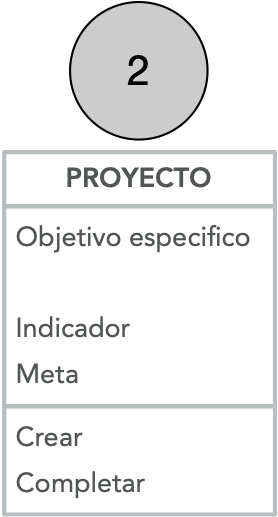 2
PROYECTO
Objetivo especifico
Indicador
Meta
Crear
Completar